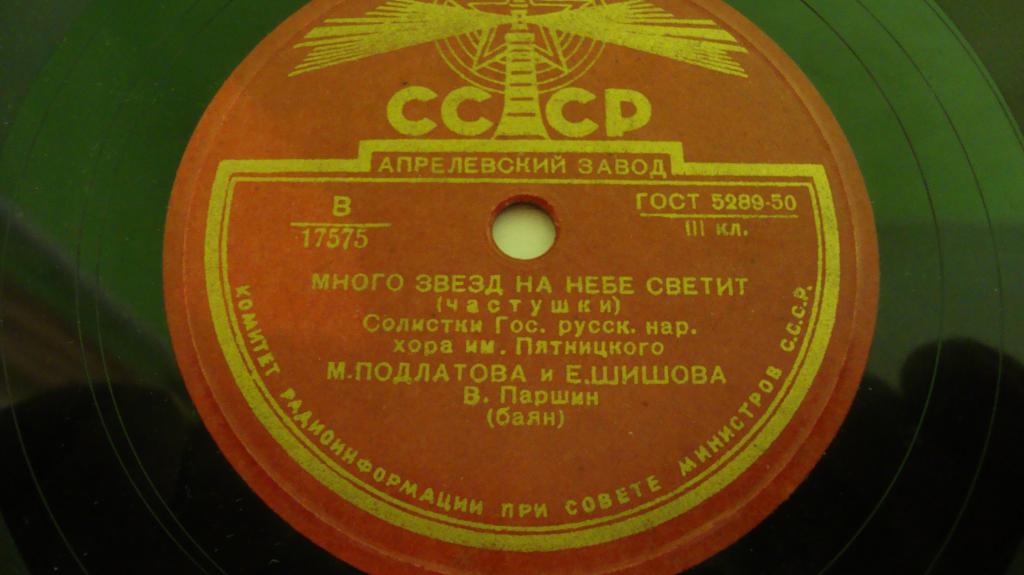 СССР
АПРЕЛЕВСКИЙ ЗАВОД
В
17575
ГОСТ 5289-50
III кл.
МНОГО ЗВЕЗД НА НЕБЕ СВЕТИТ
(частушки)
Солистки Гос. русск. нар.
хора им. Пятницкого
М.ПОДЛАТОВА и Е.ШИШОВА
В. Паршин
(баян)
КОМИТЕТ РАДИОИНФОРМАЦИИ ПРИ СОВЕТЕ МИНИСТРОВ С.С.С.Р.